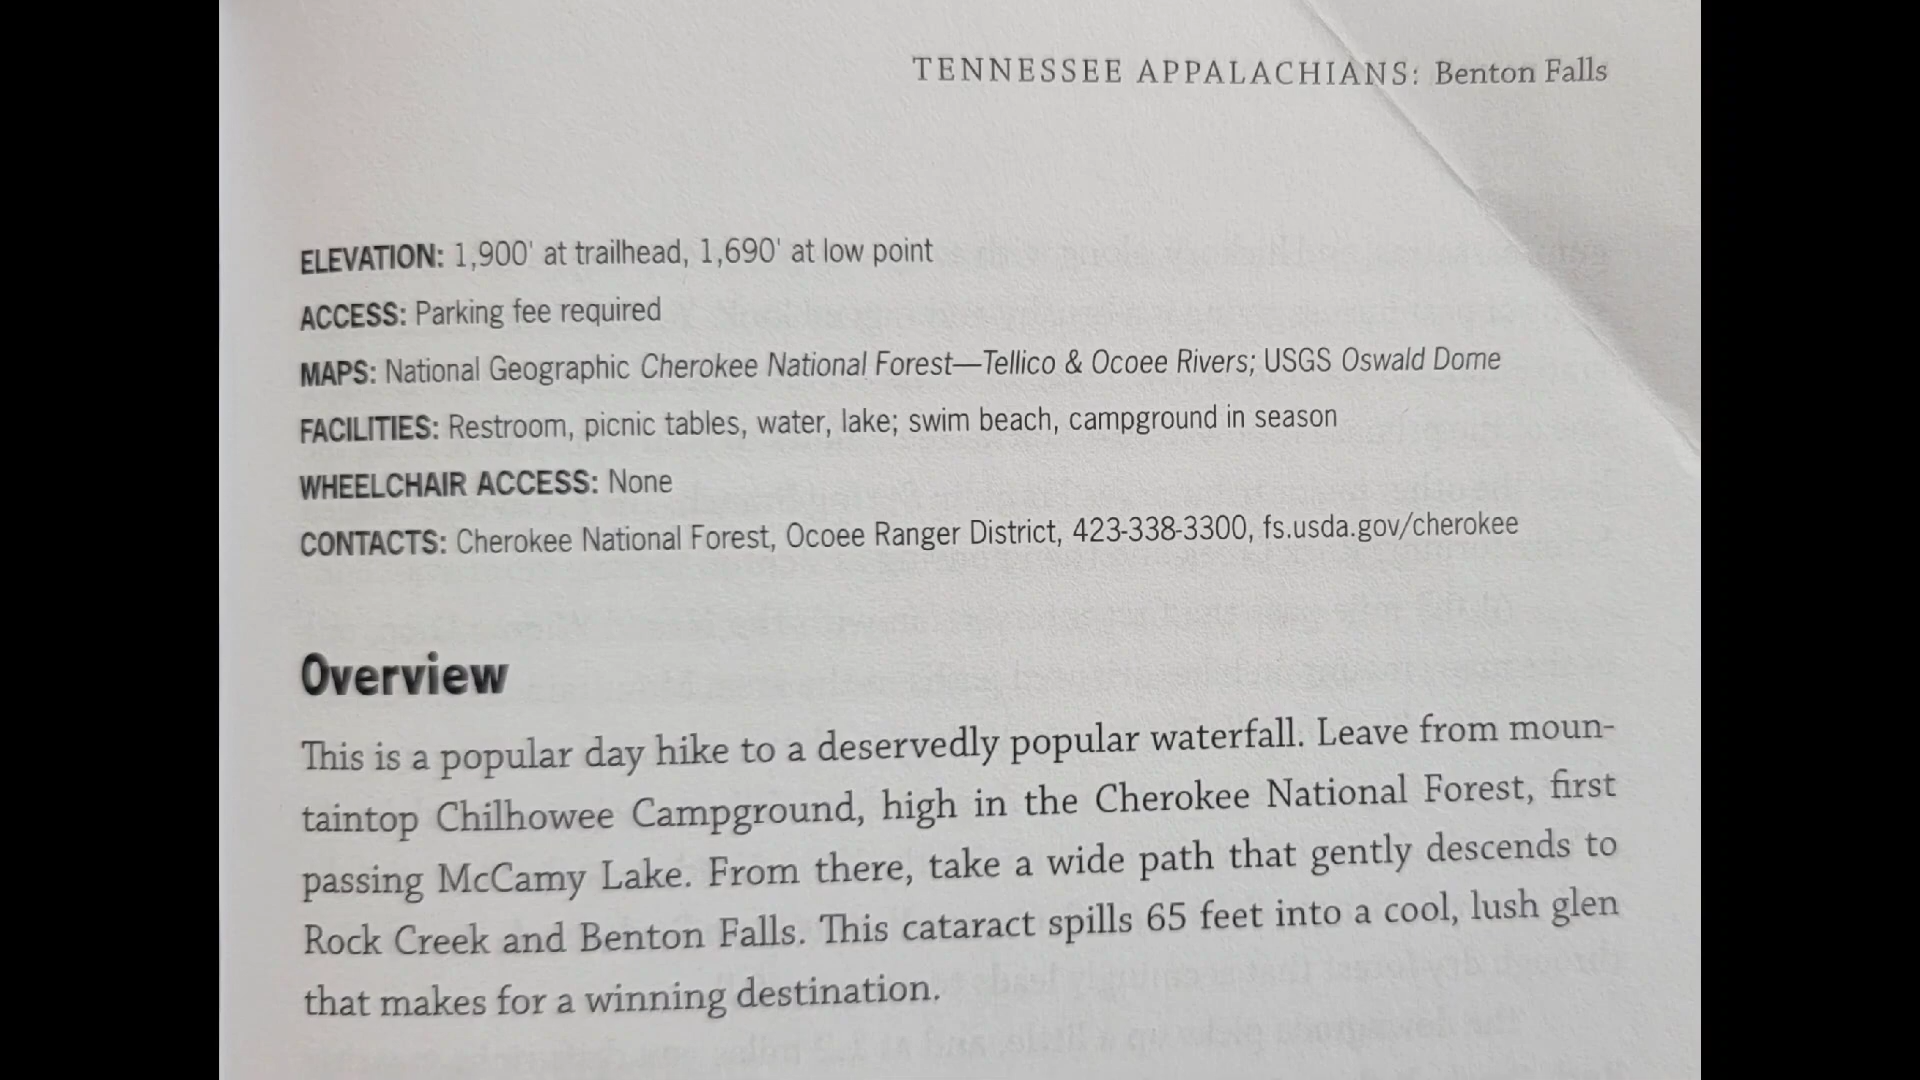 TENNESSEE APPALACHIANS: Benton Falls
ELEVATION: 1,900' at trailhead, 1,690' at low point
ACCESS: Parking fee required
MAPS: National Geographic Cherokee National Forest—Tellico & Ocoee Rivers; USGS Oswald Dome
FACILITIES: Restroom, picnic tables, water, lake; swim beach, campground in season
WHEELCHAIR ACCESS: None
CONTACTS: Cherokee National Forest, Ocoee Ranger District, 423-338-3300, fs.usda.gov/cherokee
Overview
This is a popular day hike to a deservedly popular waterfall. Leave from moun-
taintop Chilhowee Campground, high in the Cherokee National Forest, first
passing McCamy Lake. From there, take a wide path that gently descends to
Rock Creek and Benton Falls. This cataract spills 65 feet into a cool, lush glen
that makes for a winning destination.